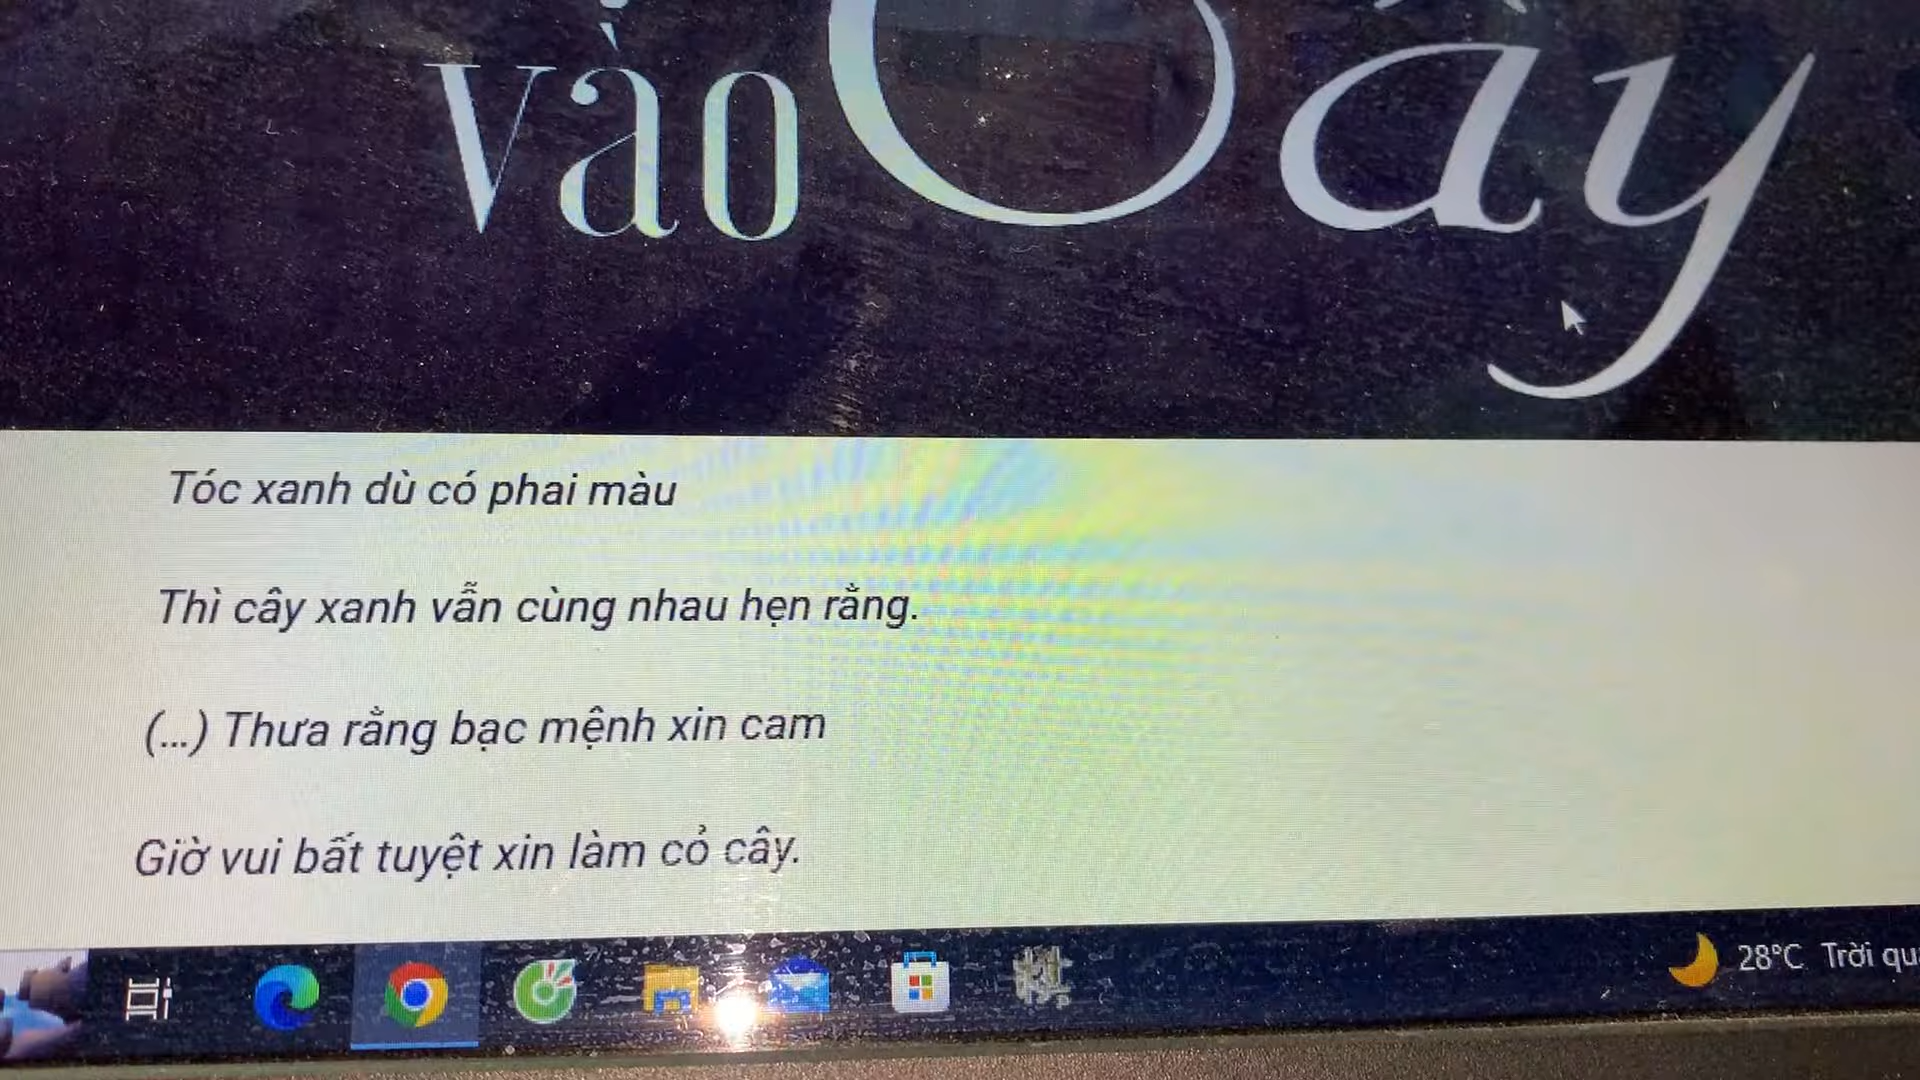 vào Cây
Tóc xanh dù có phai màu
Thì cây xanh vẫn cùng nhau hẹn rằng.
(...) Thưa rằng bạc mệnh xin cam
Giờ vui bất tuyệt xin làm cỏ cây.
28°C Trời